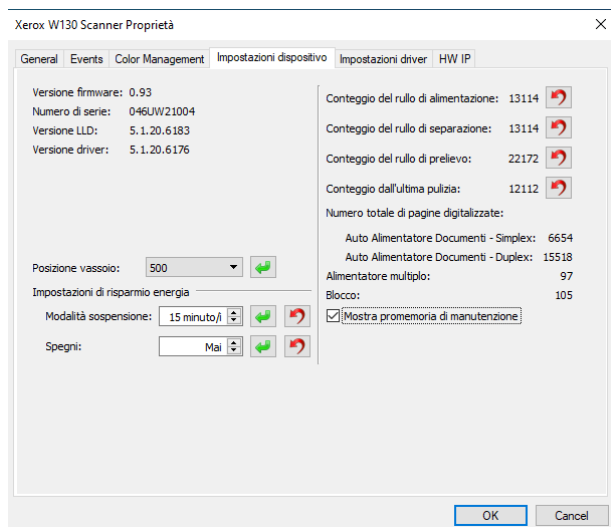 Xerox W130 Scanner Proprietà
General Events Color Management Impostazioni dispositivo Impostazioni driver HW IP
Versione firmware: 0.93
Numero di serie: 046UW21004
Versione LLD: 5.1.20.6183
Versione driver: 5.1.20.6176
Posizione vassoio: 500
Impostazioni di risparmio energia
Modalità sospensione: 15 minuto/i
Spegni: Mai
Conteggio del rullo di alimentazione: 13114
Conteggio del rullo di separazione: 13114
Conteggio del rullo di prelievo: 22172
Conteggio dall'ultima pulizia: 12112
Numero totale di pagine digitalizzate:
Auto Alimentatore Documenti - Simplex: 6654
Auto Alimentatore Documenti - Duplex: 15518
Alimentatore multiplo: 97
Blocco: 105
Mostra promemoria di manutenzione
OK Cancel